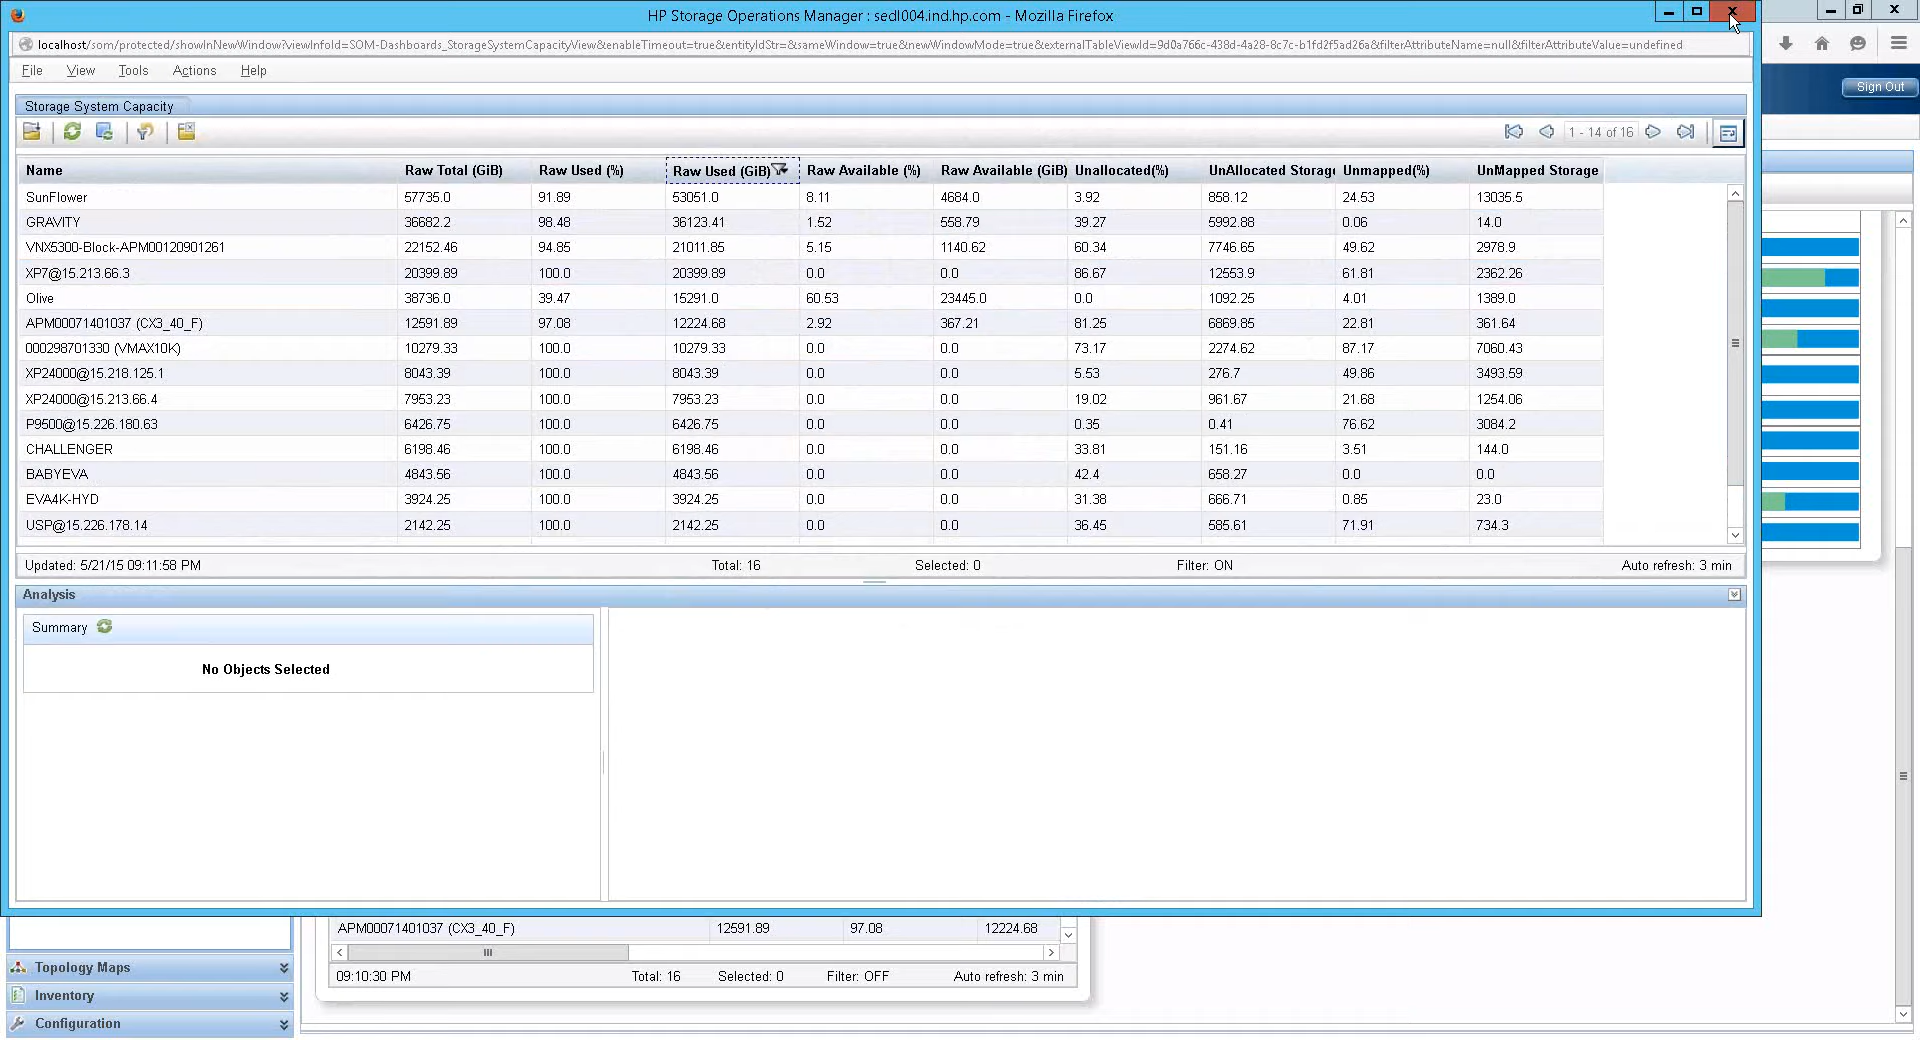 HP Storage Operations Manager : sedl004.ind.hp.com - Mozilla Firefox
localhost/som/protected/showInNewWindow?viewInfoId=SOM-Dashboards_StorageSystemCapacityView&enableTimeout=true&entityIdStr=&sameWindow=true&newWindowMode=true&externalTableViewId=9d0a766c-438d-4a28-8c7c-b1fd2f5ad26a&filterAttributeName=null&filterAttributeValue=undefined
File View Tools Actions Help
Sign Out
Storage System Capacity
1 - 14 of 16
Name Raw Total (GiB) Raw Used (%) Raw Used (GiB) Raw Available (%) Raw Available (GiB) Unallocated(%) UnAllocated Storage Unmapped(%) UnMapped Storage
SunFlower 57735.0 91.89 53051.0 8.11 4684.0 3.92 858.12 24.53 13035.5
GRAVITY 36682.2 98.48 36123.41 1.52 558.79 39.27 5992.88 0.06 14.0
VNX5300-Block-APM00120901261 22152.46 94.85 21011.85 5.15 1140.62 60.34 7746.65 49.62 2978.9
XP7@15.213.66.3 20399.89 100.0 20399.89 0.0 0.0 86.67 12553.9 61.81 2362.26
Olive 38736.0 39.47 15291.0 60.53 23445.0 0.0 1092.25 4.01 1389.0
APM00071401037 (CX3_40_F) 12591.89 97.08 12224.68 2.92 367.21 81.25 6869.85 22.81 361.64
000298701330 (VMAX10K) 10279.33 100.0 10279.33 0.0 0.0 73.17 2274.62 87.17 7060.43
XP24000@15.218.125.1 8043.39 100.0 8043.39 0.0 0.0 5.53 276.7 49.86 3493.59
XP24000@15.213.66.4 7953.23 100.0 7953.23 0.0 0.0 19.02 961.67 21.68 1254.06
P9500@15.226.180.63 6426.75 100.0 6426.75 0.0 0.0 0.35 0.41 76.62 3084.2
CHALLENGER 6198.46 100.0 6198.46 0.0 0.0 33.81 151.16 3.51 144.0
BABYEVA 4843.56 100.0 4843.56 0.0 0.0 42.4 658.27 0.0 0.0
EVA4K-HYD 3924.25 100.0 3924.25 0.0 0.0 31.38 666.71 0.85 23.0
USP@15.226.178.14 2142.25 100.0 2142.25 0.0 0.0 36.45 585.61 71.91 734.3
Updated: 5/21/15 09:11:58 PM Total: 16 Selected: 0 Filter: ON Auto refresh: 3 min
Analysis
Summary
No Objects Selected
APM00071401037 (CX3_40_F) 12591.89 97.08 12224.68
09:10:30 PM Total: 16 Selected: 0 Filter: OFF Auto refresh: 3 min
Topology Maps
Inventory
Configuration